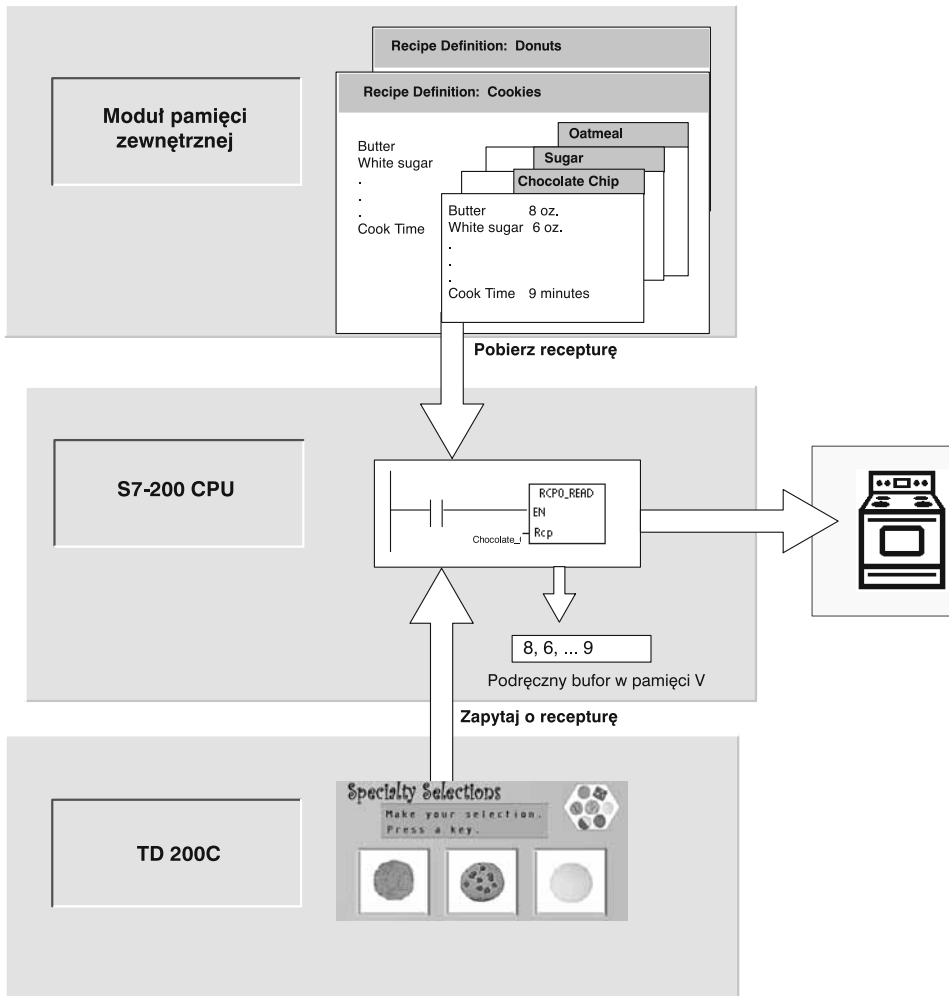 Recipe Definition: Donuts
Recipe Definition: Cookies
Moduł pamięci
zewnętrznej
Butter
White sugar
.
.
.
Cook Time
Oatmeal
Sugar
Chocolate Chip
Butter 8 oz.
White sugar 6 oz.
.
.
.
Cook Time 9 minutes
Pobierz recepturę
S7-200 CPU
RCP0_READ
EN
Chocolate_( Rcp
8, 6, ... 9
Podręczny bufor w pamięci V
Zapytaj o recepturę
TD 200C
Specialty Selections
Make your selection.
Press a key.